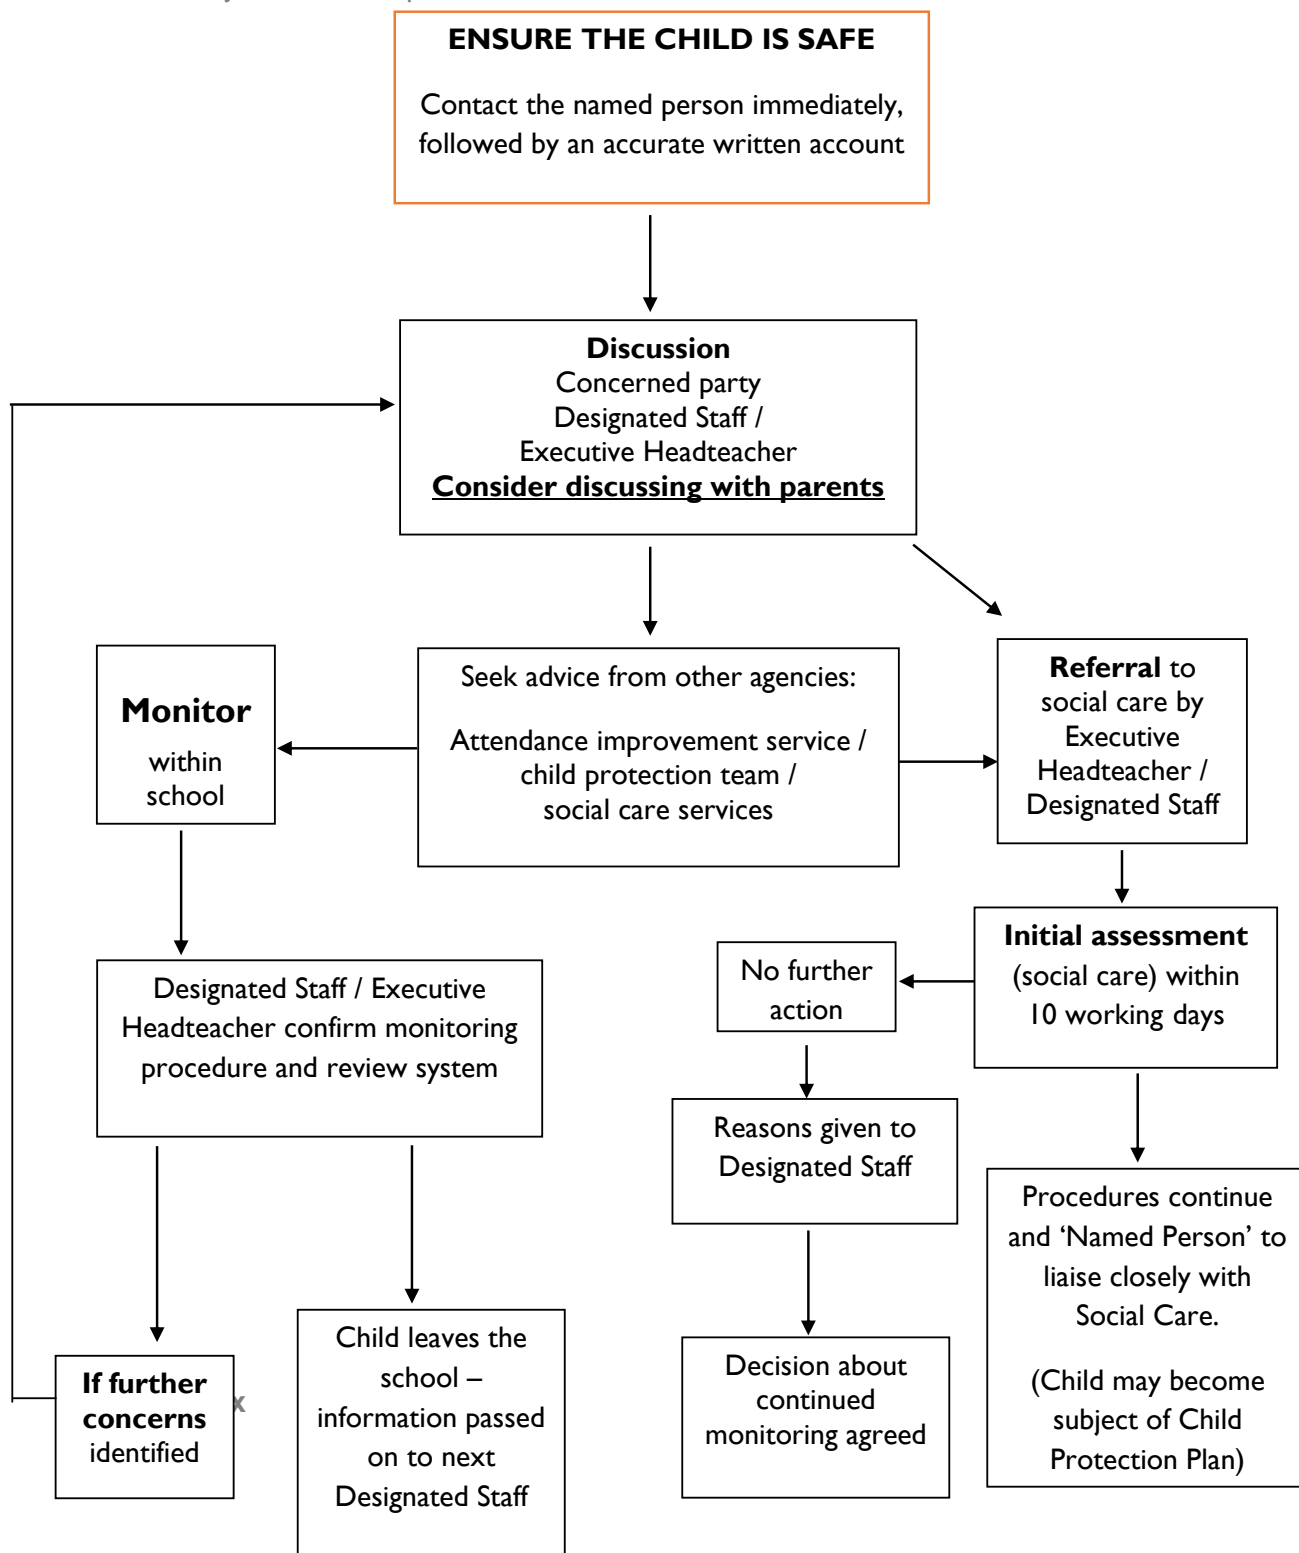 ENSURE THE CHILD IS SAFE
Contact the named person immediately,
followed by an accurate written account
Discussion
Concerned party
Designated Staff /
Executive Headteacher
Consider discussing with parents
Monitor
within
school
Seek advice from other agencies:
Attendance improvement service /
child protection team /
social care services
Referral to
social care by
Executive
Headteacher /
Designated Staff
Initial assessment
(social care) within
10 working days
No further
action
Designated Staff / Executive
Headteacher confirm monitoring
procedure and review system
Reasons given to
Designated Staff
Procedures continue
and ‘Named Person’ to
liaise closely with
Social Care.
(Child may become
subject of Child
Protection Plan)
Decision about
continued
monitoring agreed
Child leaves the
school –
information passed
on to next
Designated Staff
If further
concerns
identified
x